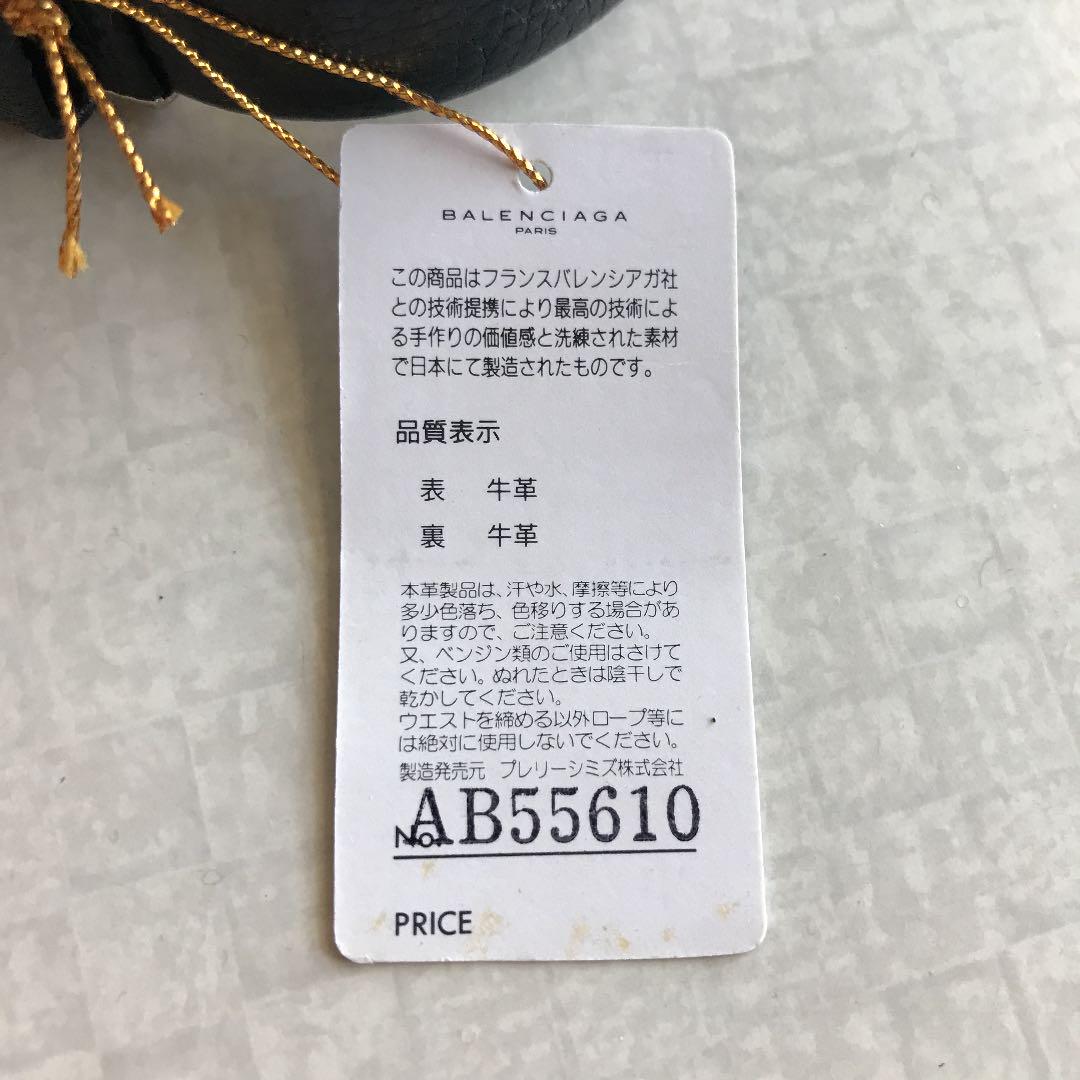 BALENCIAGA
PARIS
この商品はフランスバレンシアガ社
との技術提携により最高の技術によ
る手作りの価値感と洗練された素材
で日本にて製造されたものです。
品質表示
表 牛革
裏 牛革
本革製品は、汗や水、摩擦等により
多少色落ち、色移りする場合があ
りますので、ご注意ください。
又、ベンジン類のご使用はさけて
ください。ぬれたときは陰干しで
乾かしてください。
ウエストを締める以外ロープ等に
は絶対に使用しないでください。
製造発売元 プレリーシミズ株式会社
No. AB55610
PRICE